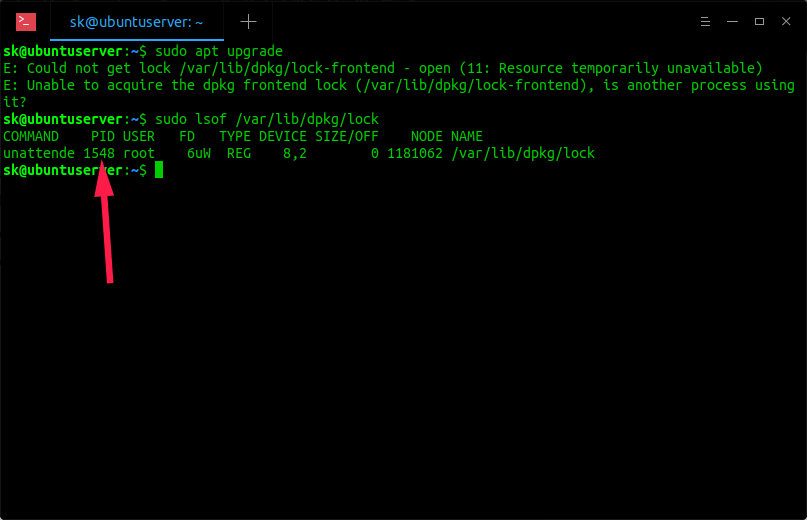 sk@ubuntuserver: ~
sk@ubuntuserver:~$ sudo apt upgrade
E: Could not get lock /var/lib/dpkg/lock-frontend - open (11: Resource temporarily unavailable)
E: Unable to acquire the dpkg frontend lock (/var/lib/dpkg/lock-frontend), is another process using
it?
sk@ubuntuserver:~$ sudo lsof /var/lib/dpkg/lock
COMMAND    PID USER   FD   TYPE DEVICE SIZE/OFF    NODE NAME
unattende 1548 root    6uW  REG    8,2        0 1181062 /var/lib/dpkg/lock
sk@ubuntuserver:~$